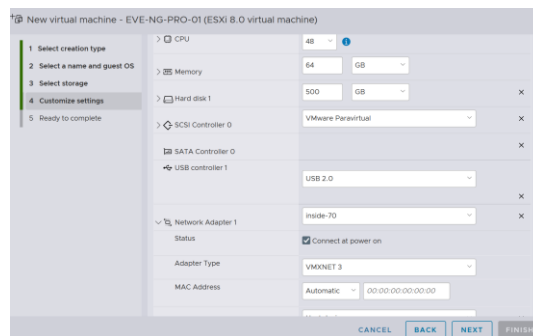 New virtual machine - EVE-NG-PRO-01 (ESXi 8.0 virtual machine)
1 Select creation type
2 Select a name and guest OS
3 Select storage
4 Customize settings
5 Ready to complete
CPU 48
Memory 64 GB
Hard disk 1 500 GB
SCSI Controller 0 VMware Paravirtual
SATA Controller 0
USB controller 1
USB 2.0
Network Adapter 1 inside-70
Status Connect at power on
Adapter Type VMXNET 3
MAC Address Automatic 00:00:00:00:00:00
CANCEL BACK NEXT FINISH